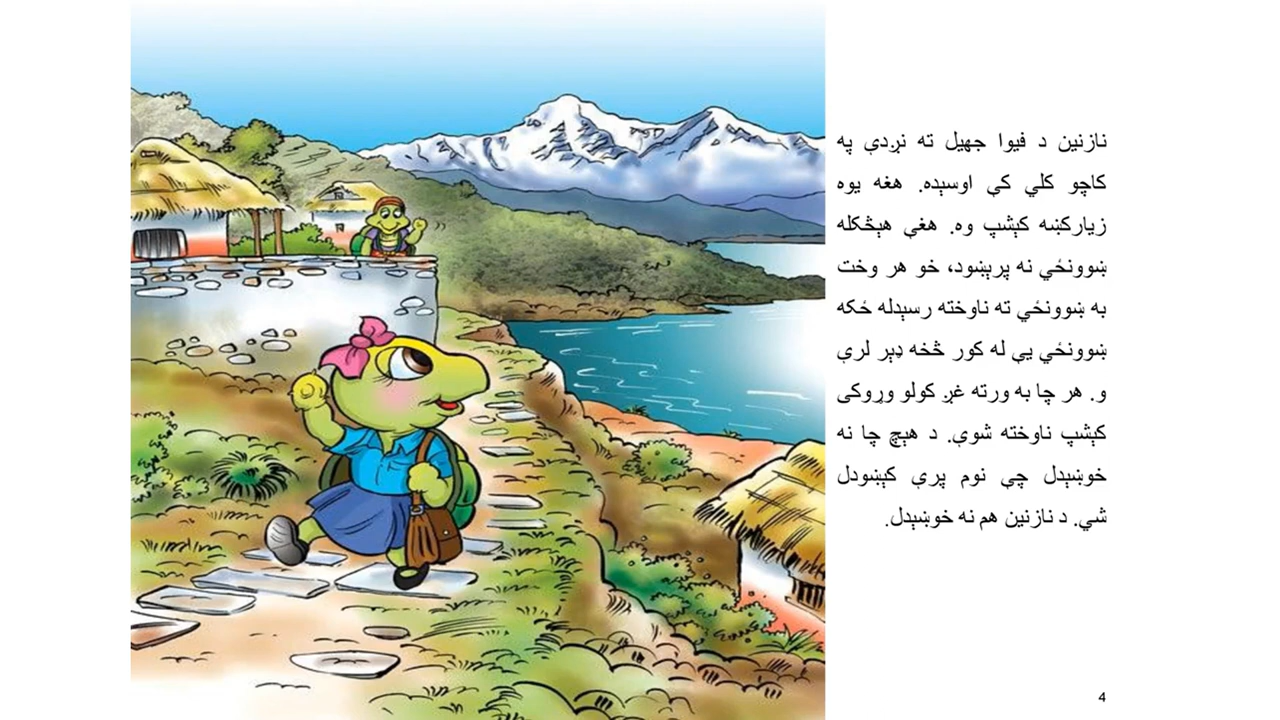 نازنین د فیوا جهیل ته نږدې په
کاچو کلي کې اوسېده. هغه یوه
زیارکښه کېشپ وه. هغې هېڅکله
ښوونځي نه پرېښود، خو هر وخت
به ښوونځي ته ناوخته رسېدله ځکه
ښوونځي یې له کور څخه ډېر لرې
و. هر چا به ورته غږ کولو وړوکی
کېشپ ناوخته شوې. د هېچ چا نه
خوښېدل چې نوم پرې کېښودل
شي. د نازنین هم نه خوښېدل.
4